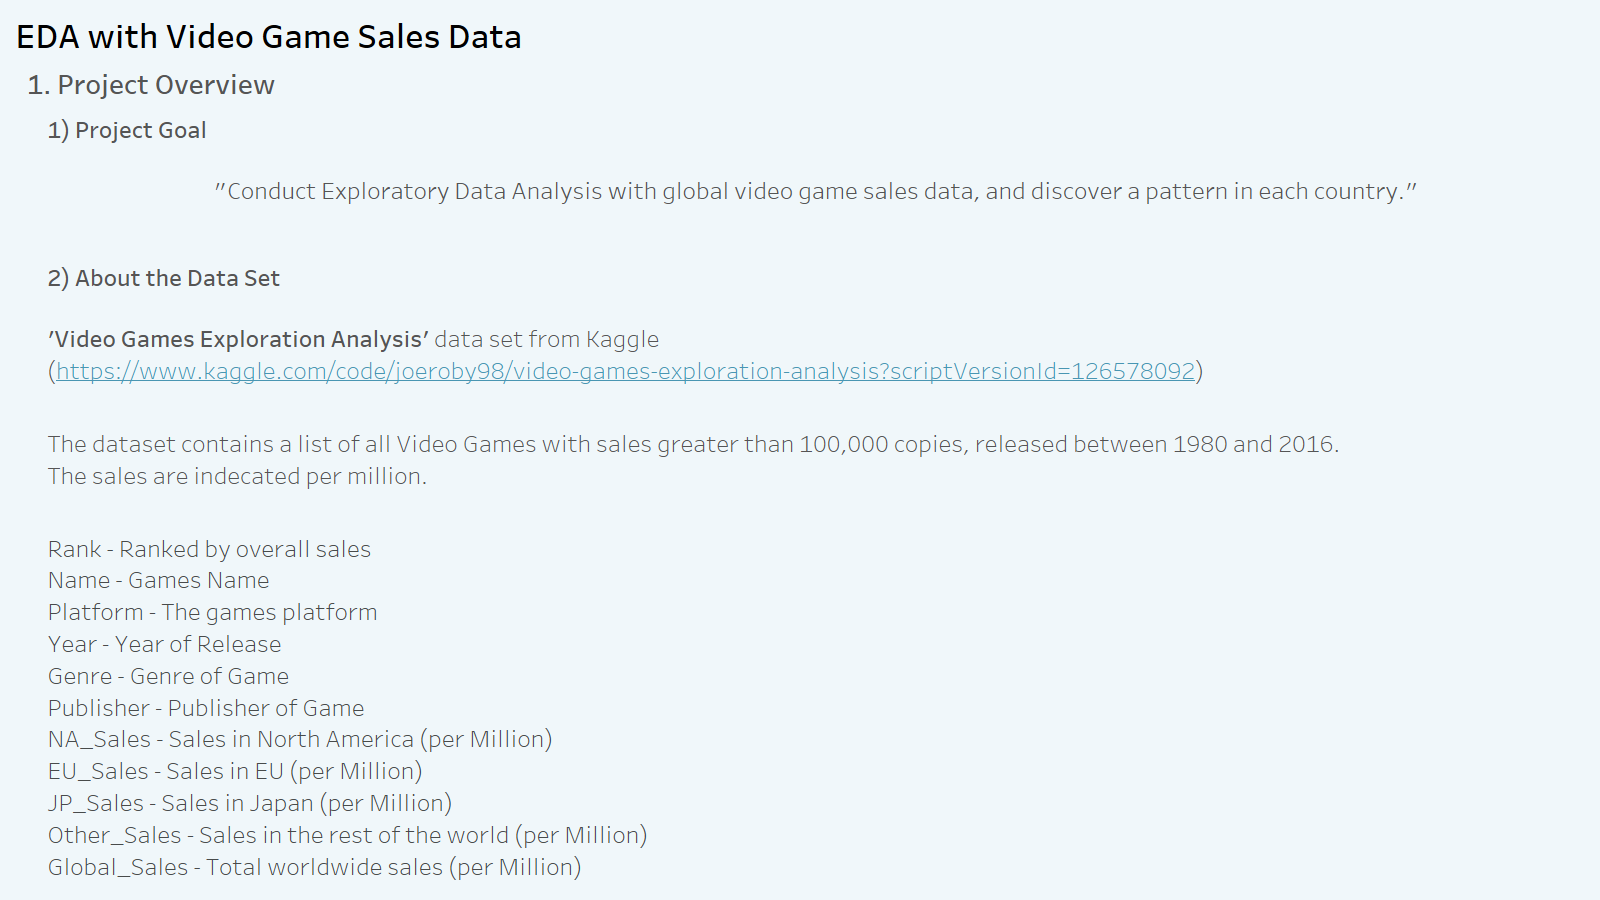 EDA with Video Game Sales Data
1. Project Overview
1) Project Goal
"Conduct Exploratory Data Analysis with global video game sales data, and discover a pattern in each country."
2) About the Data Set
'Video Games Exploration Analysis' data set from Kaggle
(https://www.kaggle.com/code/joeroby98/video-games-exploration-analysis?scriptVersionId=126578092)
The dataset contains a list of all Video Games with sales greater than 100,000 copies, released between 1980 and 2016.
The sales are indecated per million.
Rank - Ranked by overall sales
Name - Games Name
Platform - The games platform
Year - Year of Release
Genre - Genre of Game
Publisher - Publisher of Game
NA_Sales - Sales in North America (per Million)
EU_Sales - Sales in EU (per Million)
JP_Sales - Sales in Japan (per Million)
Other_Sales - Sales in the rest of the world (per Million)
Global_Sales - Total worldwide sales (per Million)